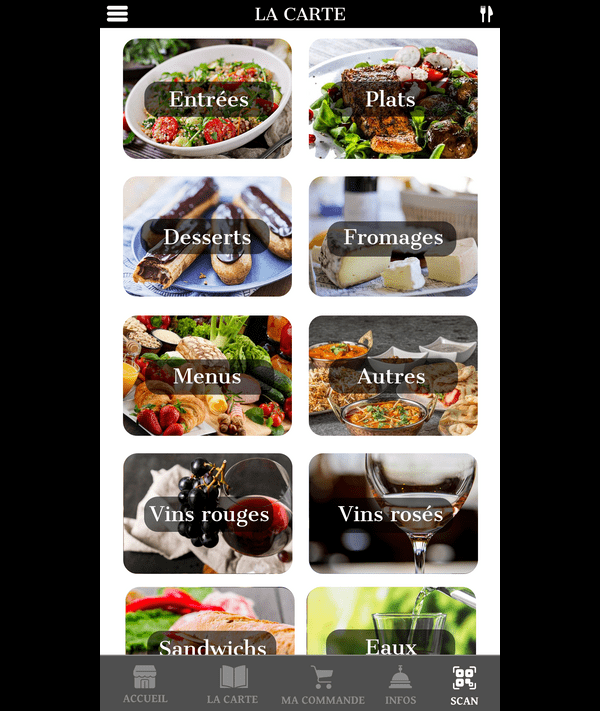 LA CARTE
Entrées
Plats
Desserts
Fromages
Menus
Autres
Vins rouges
Vins rosés
Sandwichs
Eaux
ACCUEIL
LA CARTE
MA COMMANDE
INFOS
SCAN